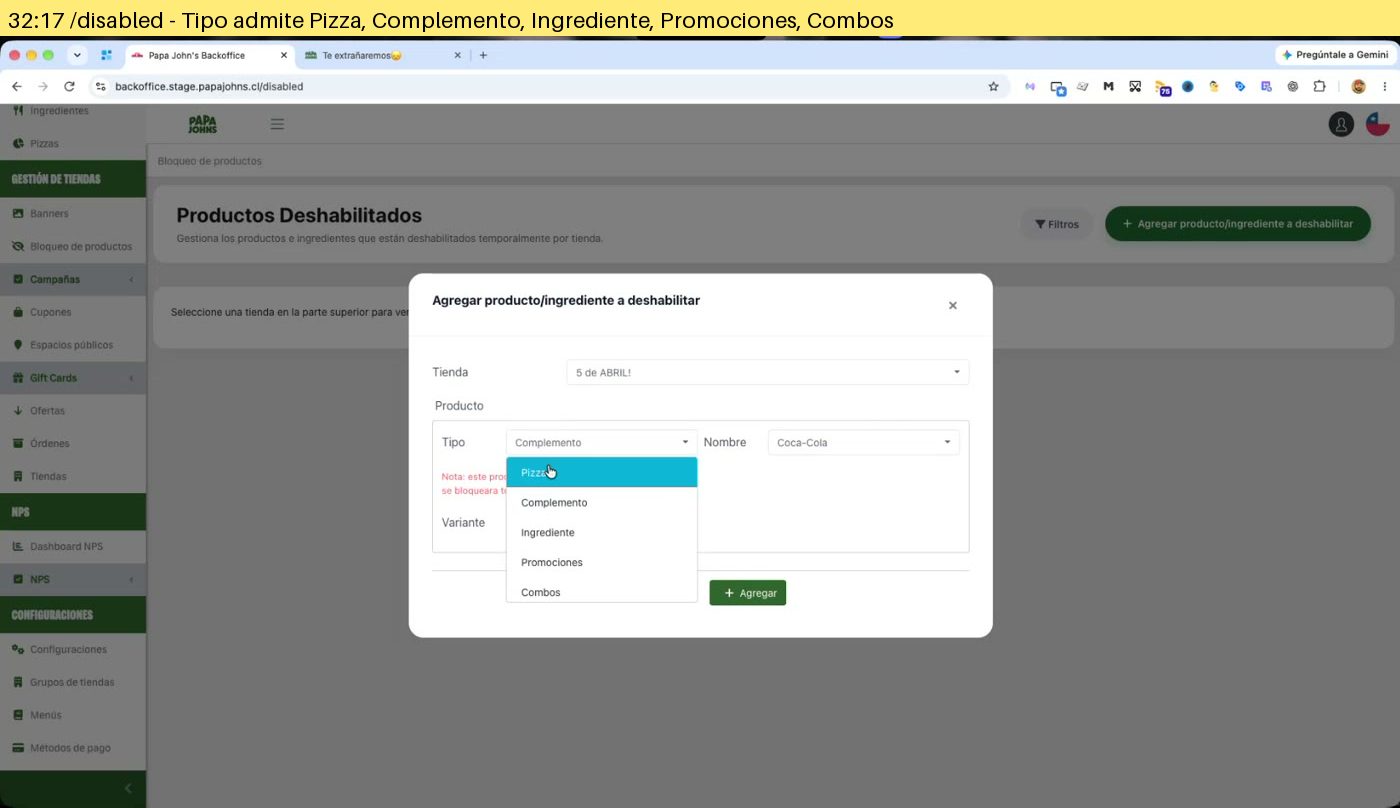 32:17 /disabled - Tipo admite Pizza, Complemento, Ingrediente, Promociones, Combos
Papa John's Backoffice
Te extrañaremos😞
Pregúntale a Gemini
backoffice.stage.papajohns.cl/disabled
75
Ingredientes
Pizzas
GESTIÓN DE TIENDAS
Banners
Bloqueo de productos
Campañas
Cupones
Espacios públicos
Gift Cards
Ofertas
Órdenes
Tiendas
NPS
Dashboard NPS
NPS
CONFIGURACIONES
Configuraciones
Grupos de tiendas
Menús
Métodos de pago
PAPA JOHNS
Bloqueo de productos
Productos Deshabilitados
Gestiona los productos e ingredientes que están deshabilitados temporalmente por tienda.
Filtros
+ Agregar producto/ingrediente a deshabilitar
Seleccione una tienda en la parte superior para ver
Agregar producto/ingrediente a deshabilitar
×
Tienda
5 de ABRIL!
Producto
Tipo
Complemento
Nombre
Coca-Cola
Nota: este pro
se bloqueara t
Variante
Pizza
Complemento
Ingrediente
Promociones
Combos
+ Agregar